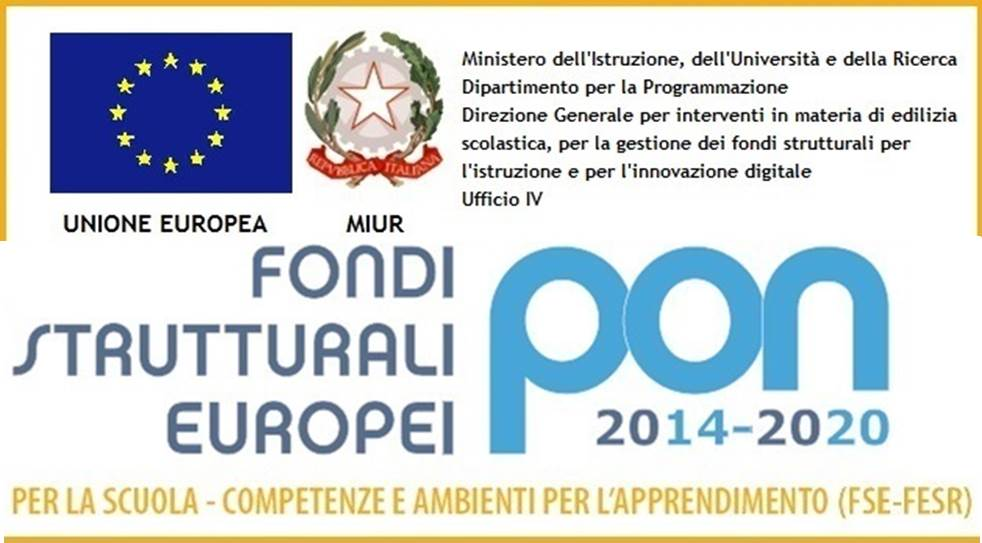 Ministero dell'Istruzione, dell'Università e della Ricerca
Dipartimento per la Programmazione
Direzione Generale per interventi in materia di edilizia
scolastica, per la gestione dei fondi strutturali per
l'istruzione e per l'innovazione digitale
Ufficio IV
REPVBBLICA ITALIANA
UNIONE EUROPEA
MIUR
FONDI
STRUTTURALI
EUROPEI
pon
2014-2020
PER LA SCUOLA - COMPETENZE E AMBIENTI PER L'APPRENDIMENTO (FSE-FESR)